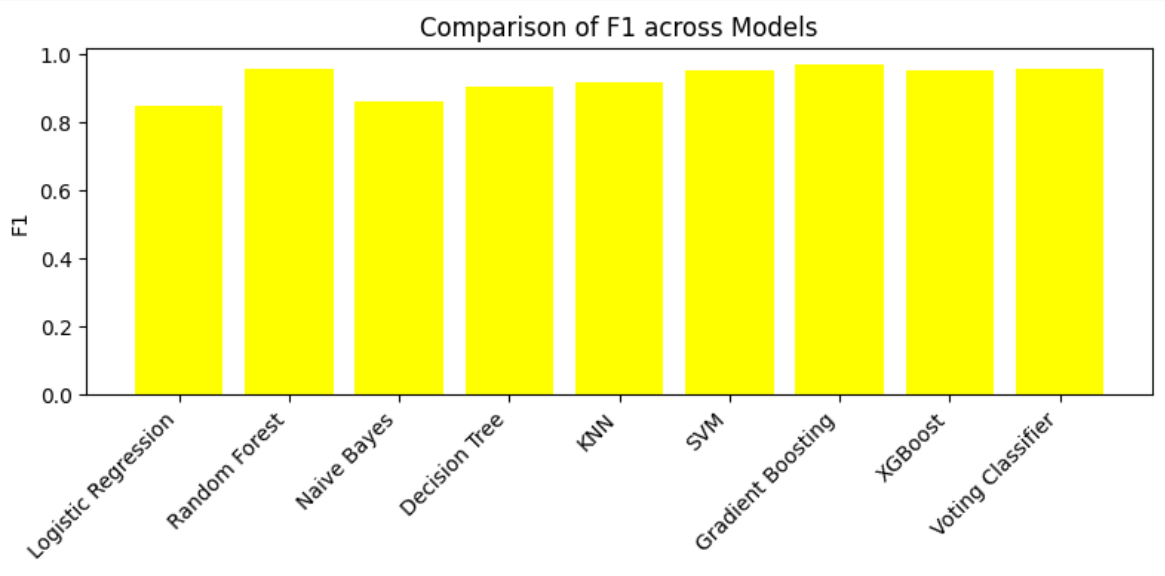 Comparison of F1 across Models
1.0
0.8
0.6
0.4
0.2
0.0
F1
Logistic Regression
Random Forest
Naive Bayes
Decision Tree
KNN
SVM
Gradient Boosting
XGBoost
Voting Classifier